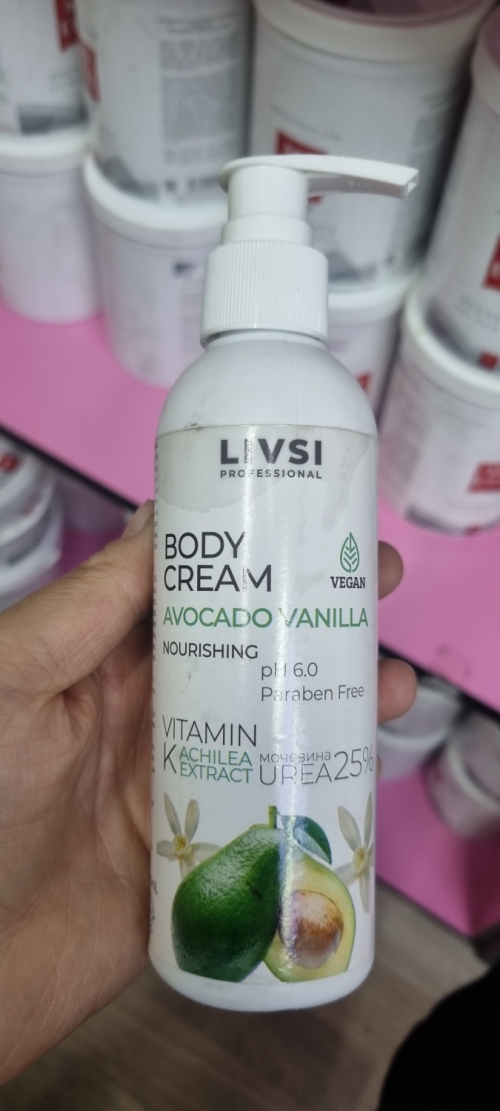 LIVSI
PROFESSIONAL
BODY
CREAM
VEGAN
AVOCADO VANILLA
NOURISHING
pH 6.0
Paraben Free
VITAMIN
K ACHILEA EXTRACT
мочевина
UREA 25%